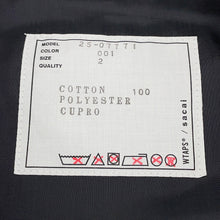 MODEL 25-07771
COLOR 001
SIZE 2
QUALITY
COTTON 100
POLYESTER
CUPRO
WTAPS® / sacai